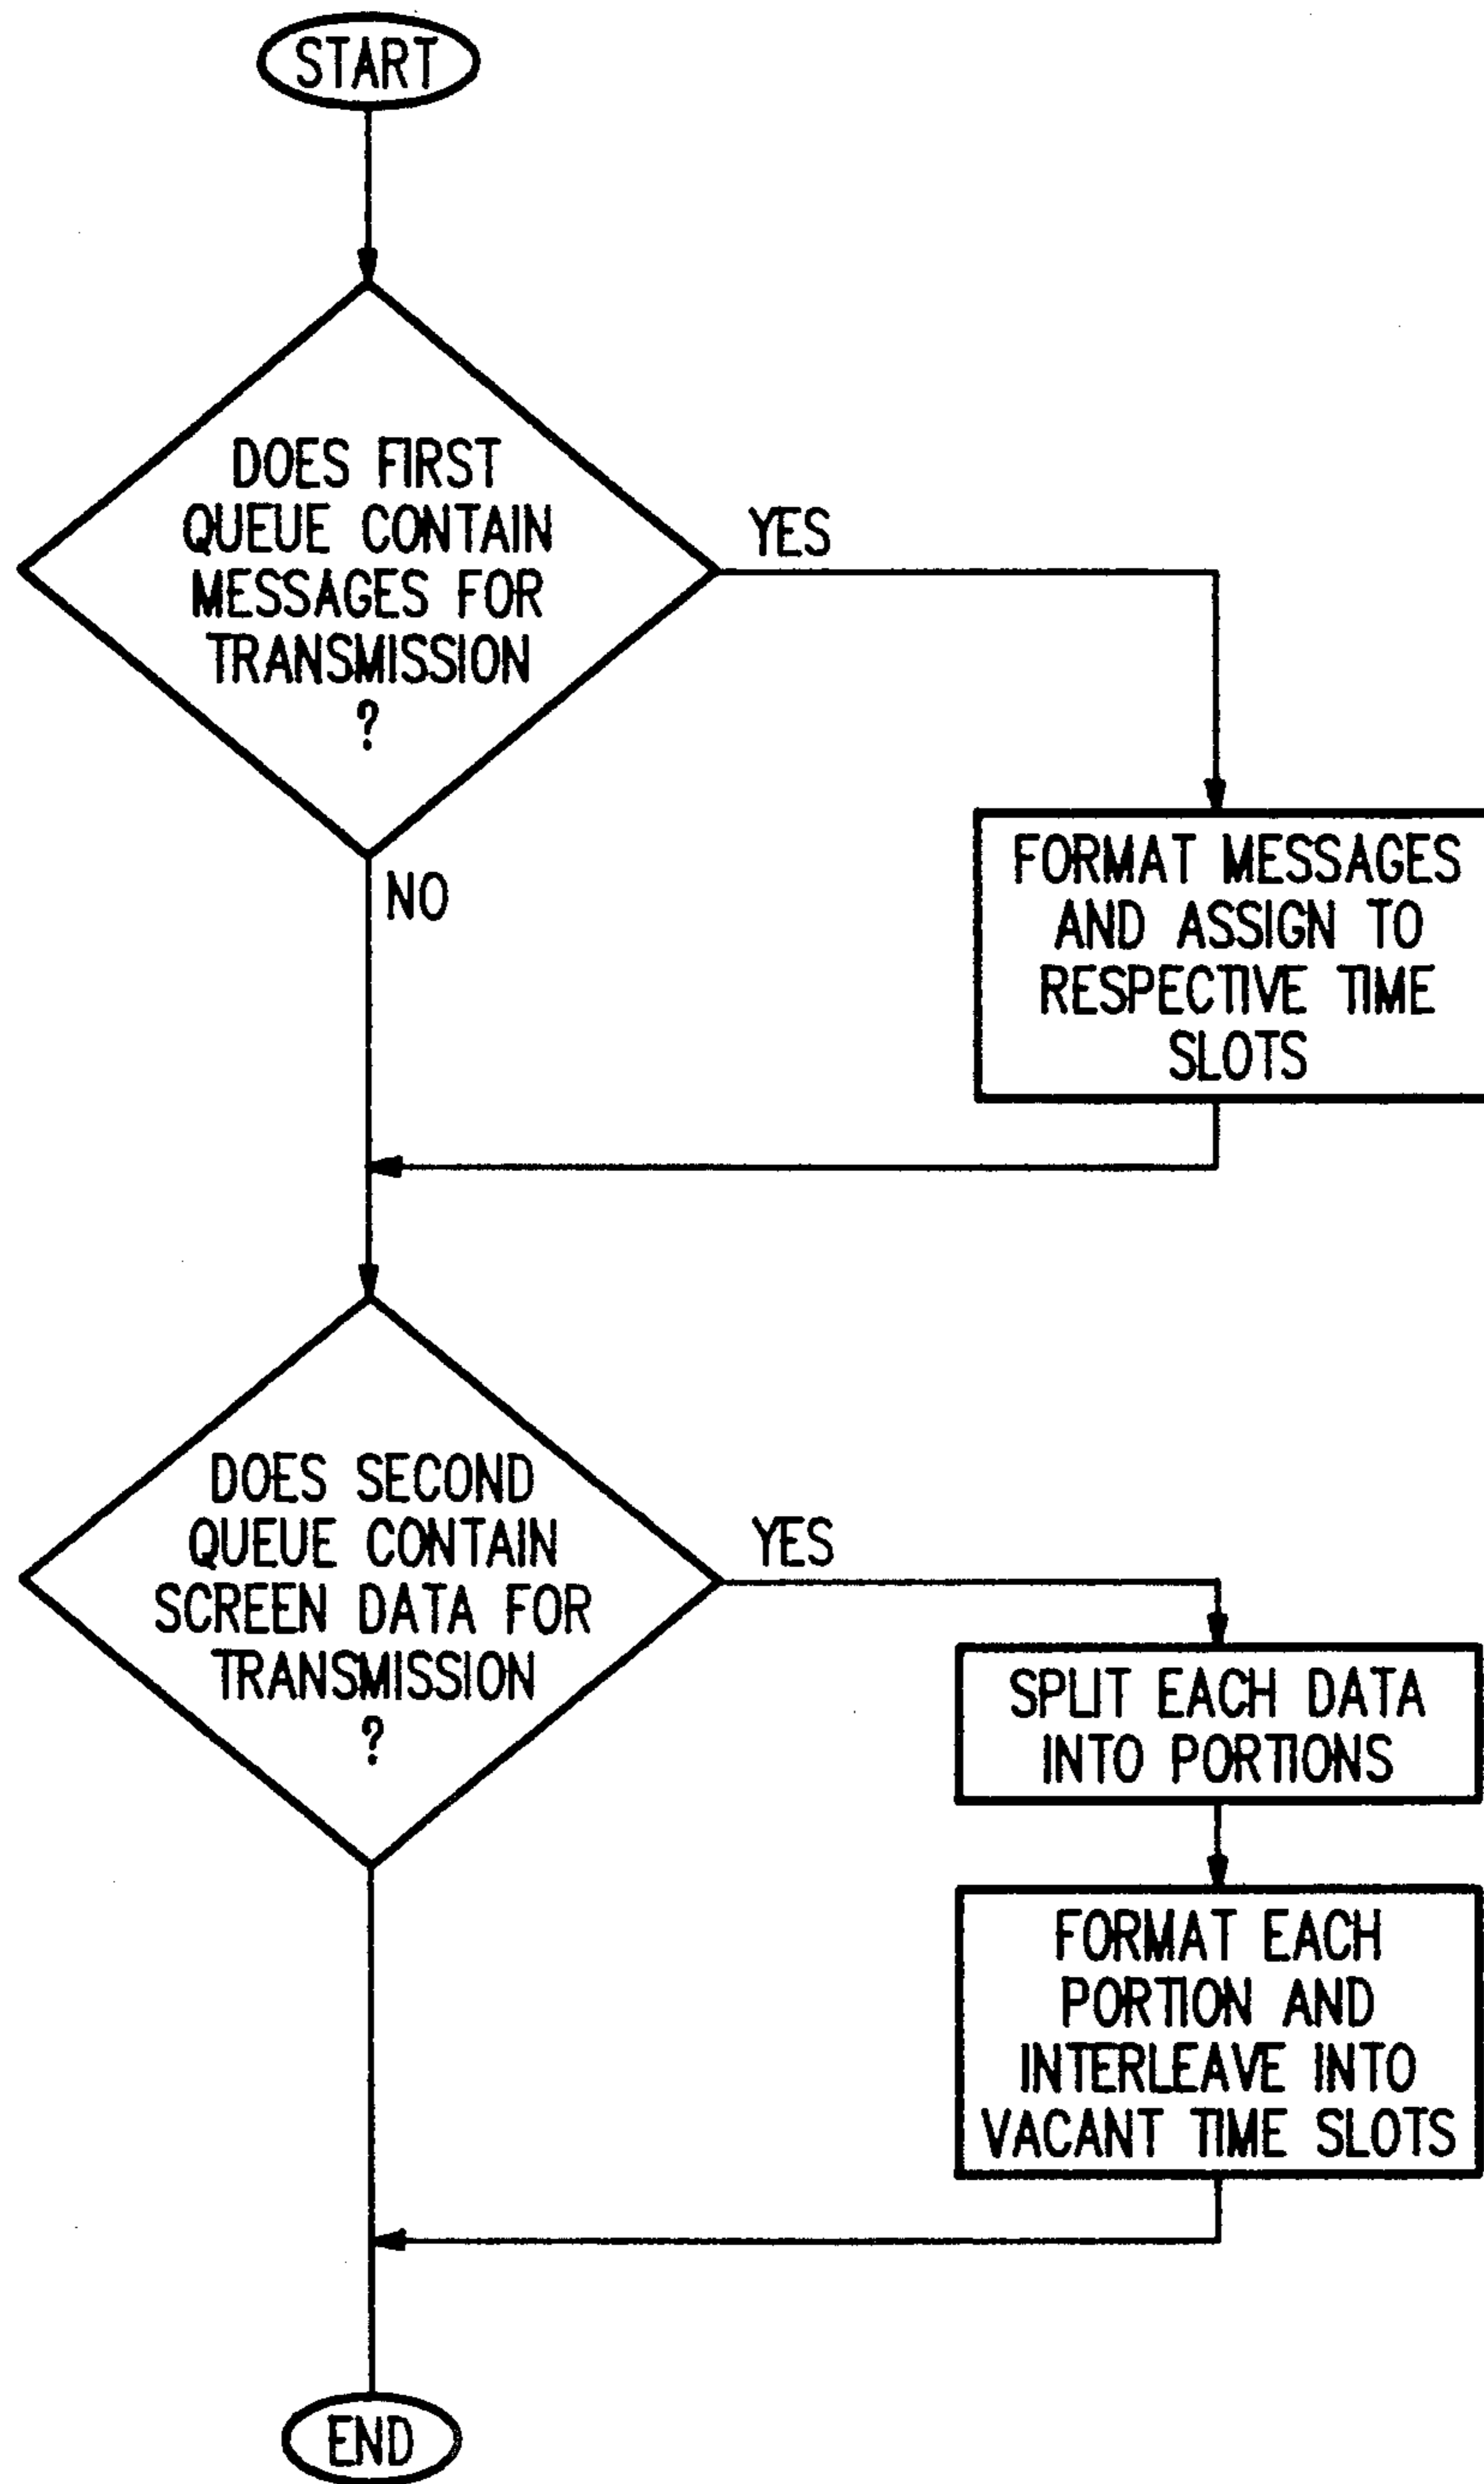 START
DOES FIRST
QUEUE CONTAIN
MESSAGES FOR
TRANSMISSION
?
YES
NO
FORMAT MESSAGES
AND ASSIGN TO
RESPECTIVE TIME
SLOTS
DOES SECOND
QUEUE CONTAIN
SCREEN DATA FOR
TRANSMISSION
?
YES
SPLIT EACH DATA
INTO PORTIONS
FORMAT EACH
PORTION AND
INTERLEAVE INTO
VACANT TIME SLOTS
END